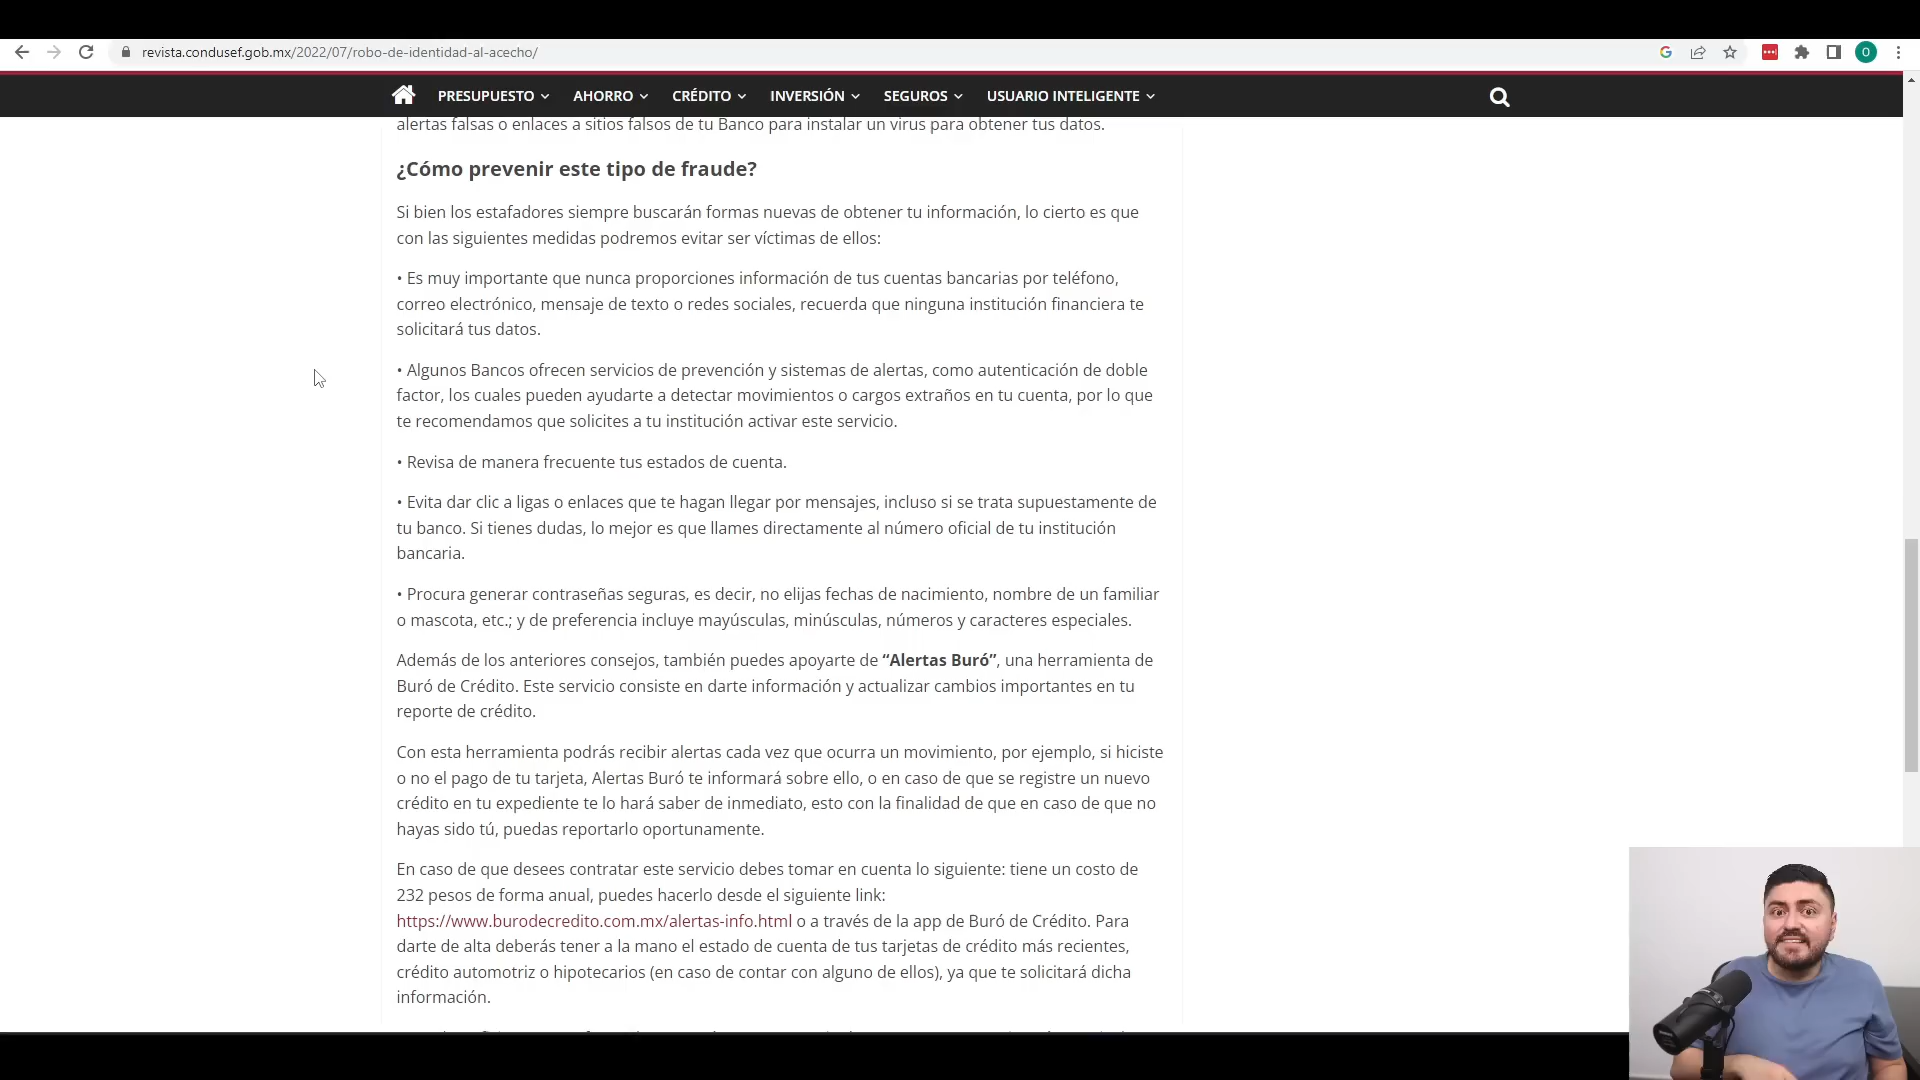 revista.condusef.gob.mx/2022/07/robo-de-identidad-al-acecho/
O
PRESUPUESTO AHORRO CRÉDITO INVERSIÓN SEGUROS USUARIO INTELIGENTE
alertas falsas o enlaces a sitios falsos de tu Banco para instalar un virus para obtener tus datos.
¿Cómo prevenir este tipo de fraude?
Si bien los estafadores siempre buscarán formas nuevas de obtener tu información, lo cierto es que
con las siguientes medidas podremos evitar ser víctimas de ellos:
• Es muy importante que nunca proporciones información de tus cuentas bancarias por teléfono,
correo electrónico, mensaje de texto o redes sociales, recuerda que ninguna institución financiera te
solicitará tus datos.
• Algunos Bancos ofrecen servicios de prevención y sistemas de alertas, como autenticación de doble
factor, los cuales pueden ayudarte a detectar movimientos o cargos extraños en tu cuenta, por lo que
te recomendamos que solicites a tu institución activar este servicio.
• Revisa de manera frecuente tus estados de cuenta.
• Evita dar clic a ligas o enlaces que te hagan llegar por mensajes, incluso si se trata supuestamente de
tu banco. Si tienes dudas, lo mejor es que llames directamente al número oficial de tu institución
bancaria.
• Procura generar contraseñas seguras, es decir, no elijas fechas de nacimiento, nombre de un familiar
o mascota, etc.; y de preferencia incluye mayúsculas, minúsculas, números y caracteres especiales.
Además de los anteriores consejos, también puedes apoyarte de “Alertas Buró”, una herramienta de
Buró de Crédito. Este servicio consiste en darte información y actualizar cambios importantes en tu
reporte de crédito.
Con esta herramienta podrás recibir alertas cada vez que ocurra un movimiento, por ejemplo, si hiciste
o no el pago de tu tarjeta, Alertas Buró te informará sobre ello, o en caso de que se registre un nuevo
crédito en tu expediente te lo hará saber de inmediato, esto con la finalidad de que en caso de que no
hayas sido tú, puedas reportarlo oportunamente.
En caso de que desees contratar este servicio debes tomar en cuenta lo siguiente: tiene un costo de
232 pesos de forma anual, puedes hacerlo desde el siguiente link:
https://www.burodecredito.com.mx/alertas-info.html o a través de la app de Buró de Crédito. Para
darte de alta deberás tener a la mano el estado de cuenta de tus tarjetas de crédito más recientes,
crédito automotriz o hipotecarios (en caso de contar con alguno de ellos), ya que te solicitará dicha
información.